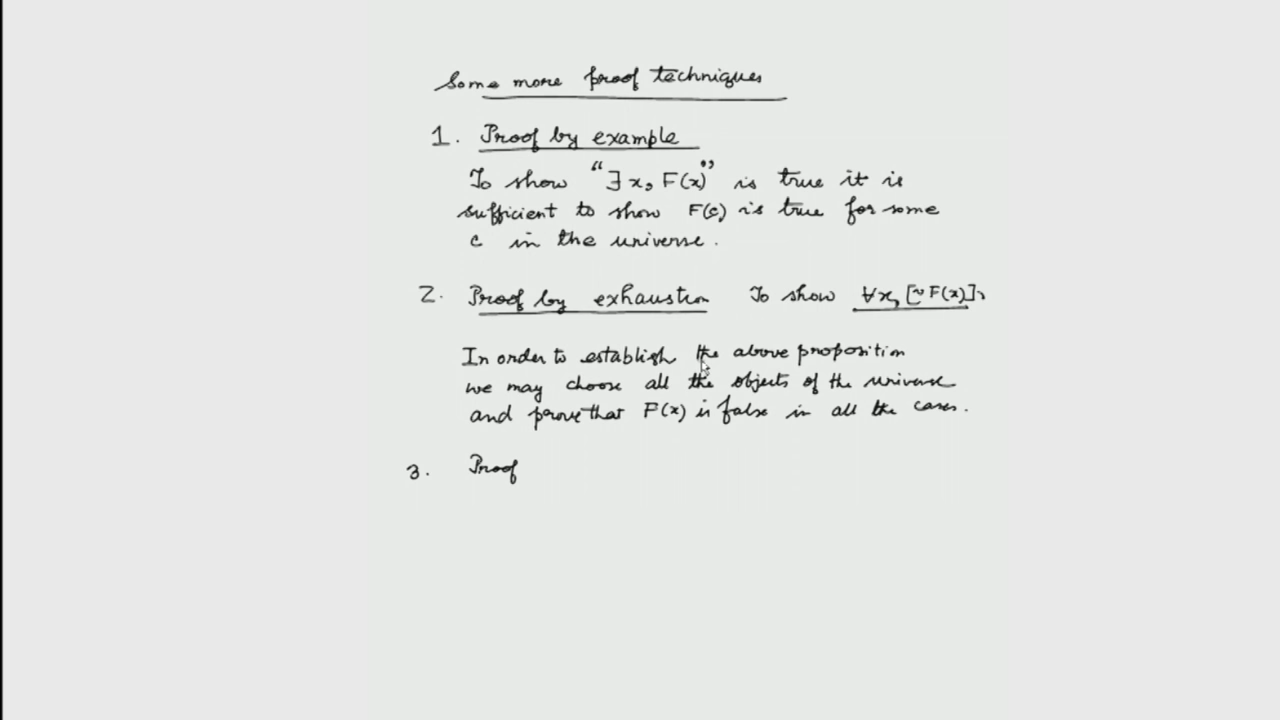 Some more proof techniques
1. Proof by example
To show "∃x, F(x)" is true it is
sufficient to show F(c) is true for some
c in the universe.
2. Proof by exhaustion To show ∀x, [~F(x)],
In order to establish the above proposition
we may choose all the objects of the universe
and prove that F(x) is false in all the cases.
3. Proof